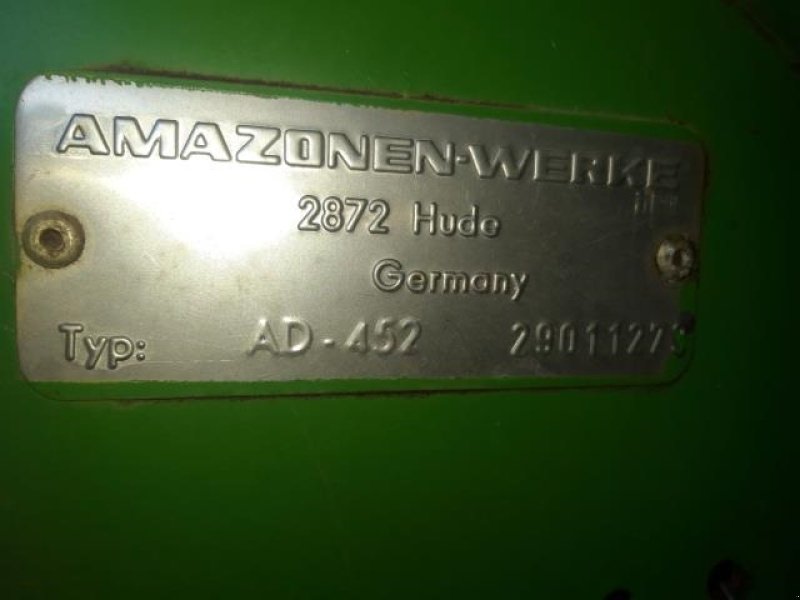 AMAZONEN-WERKE
2872 Hude
Germany
Typ: AD-452